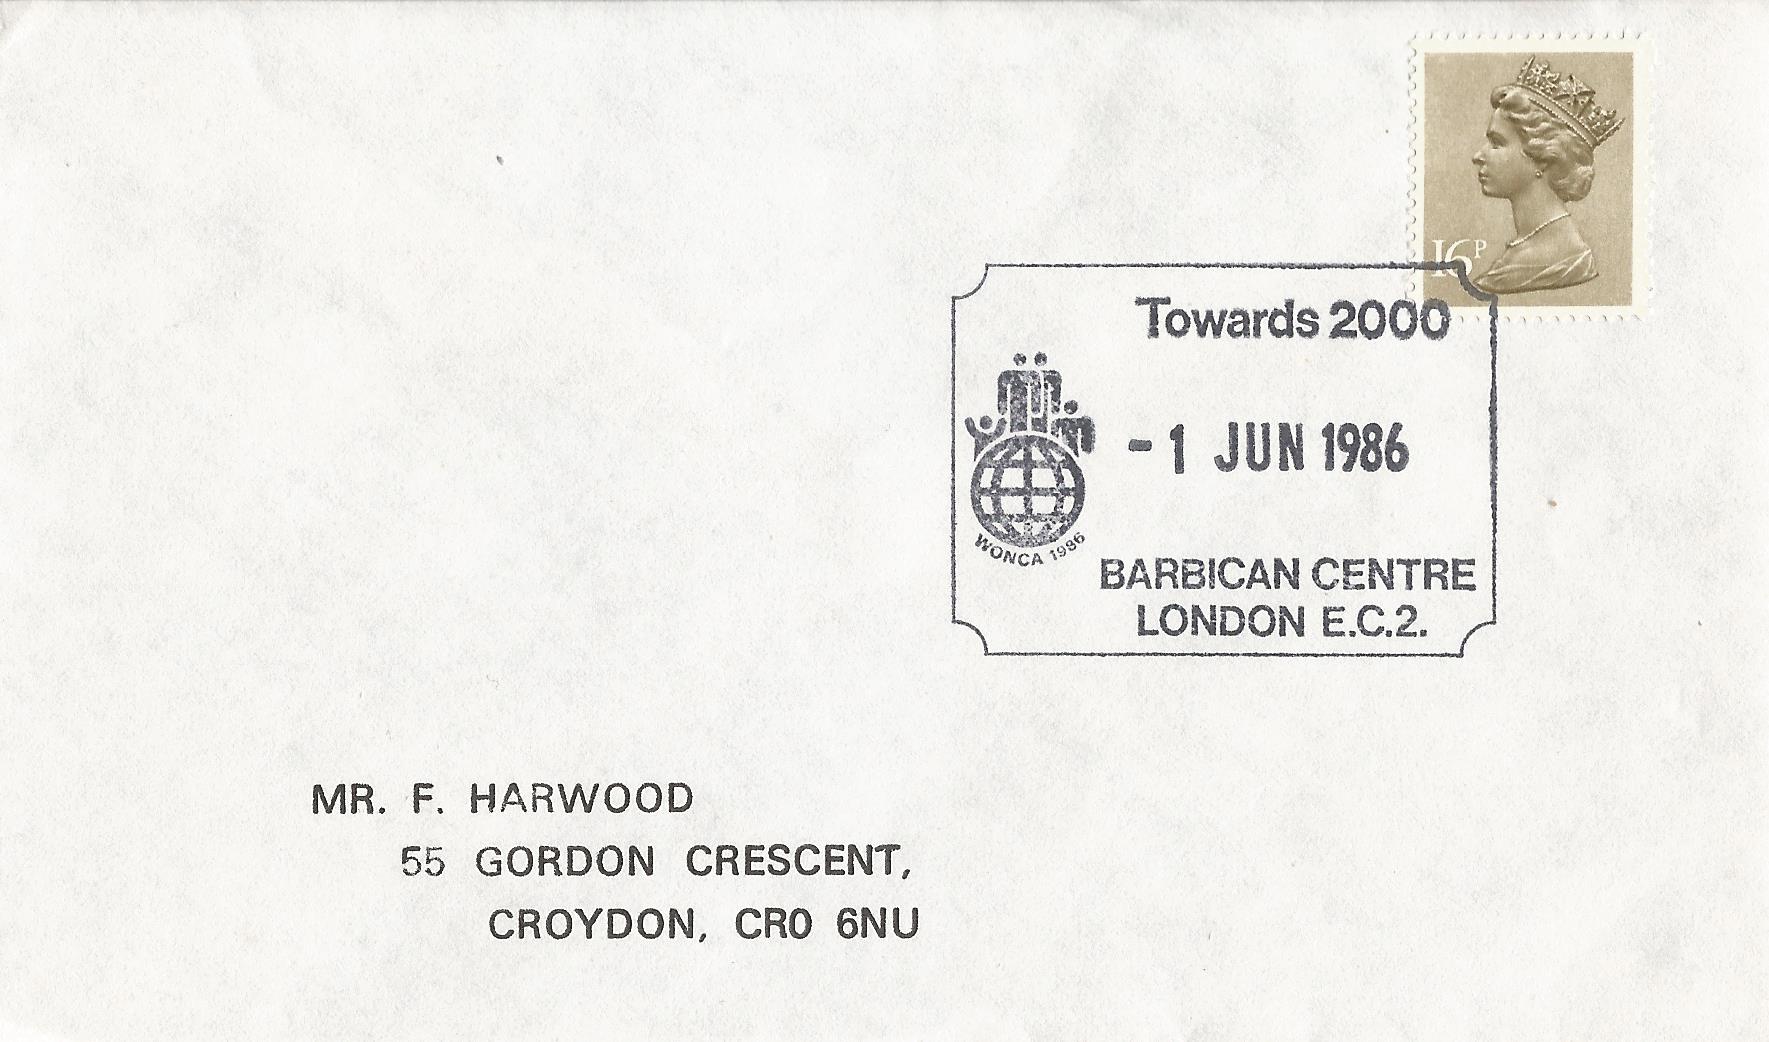 16P
Towards 2000
-1 JUN 1986
WONCA 1986
BARBICAN CENTRE
LONDON E.C.2.
MR. F. HARWOOD
55 GORDON CRESCENT,
CROYDON, CR0 6NU